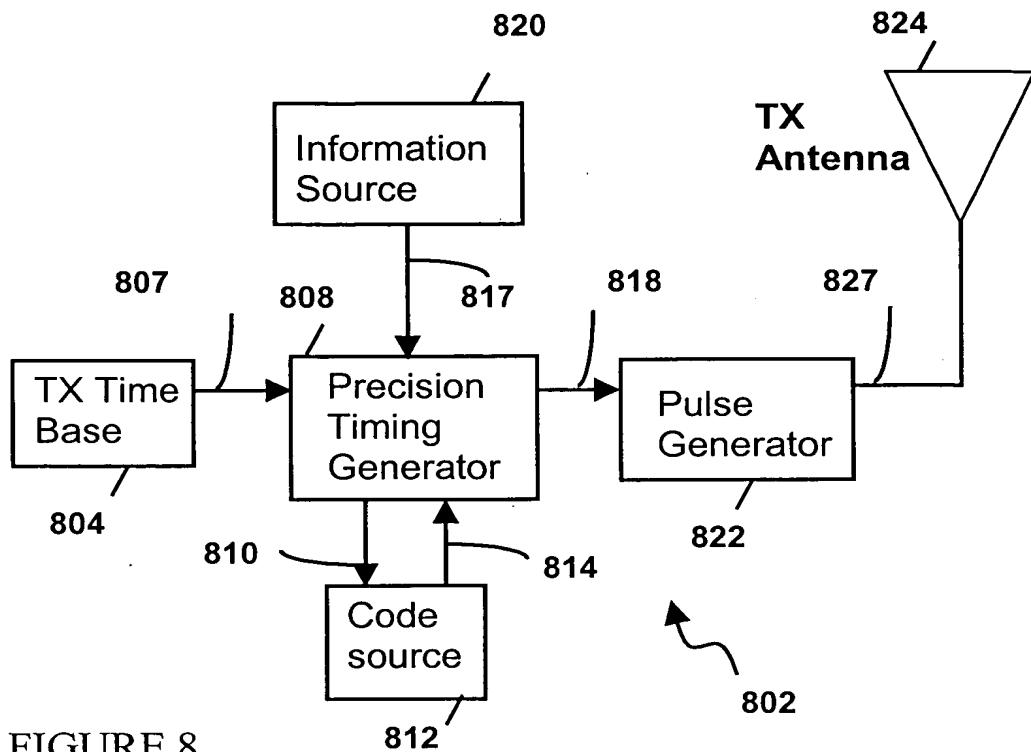 820
824
Information
Source
TX
Antenna
807
808
817
818
827
TX Time
Base
Precision
Timing
Generator
Pulse
Generator
804
810
814
822
Code
source
802
812
FIGURE 8